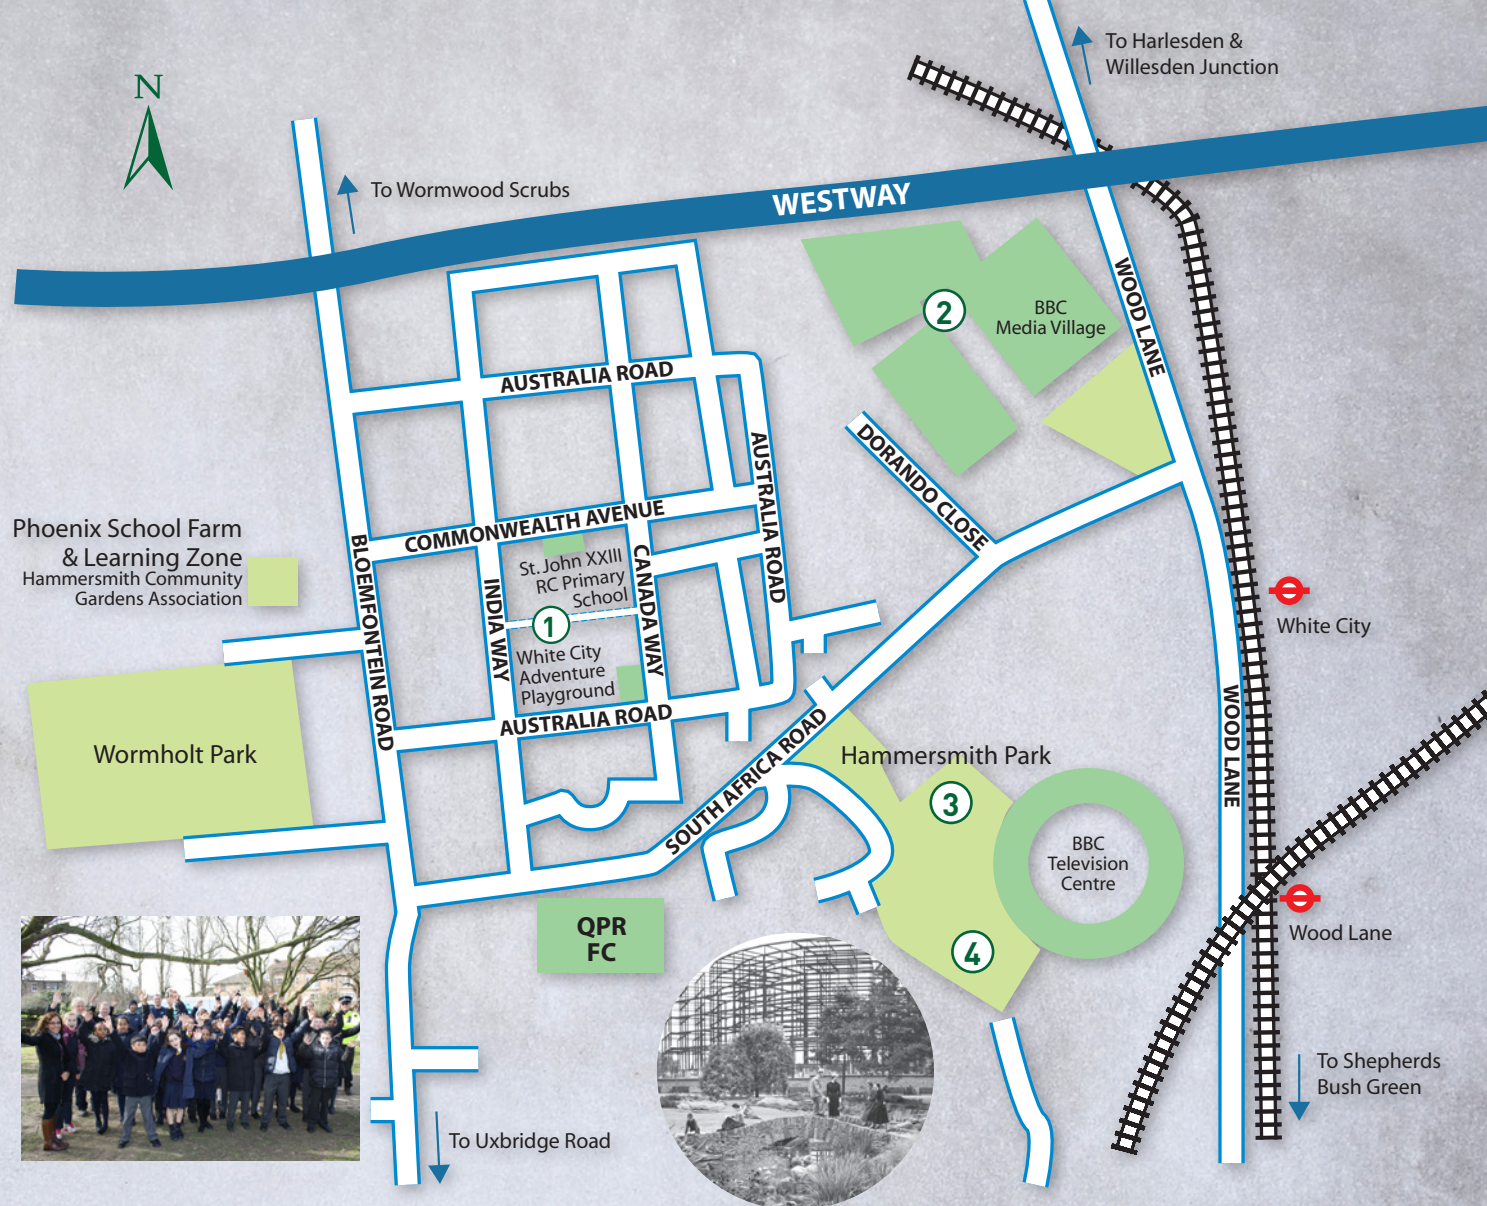 To Harlesden &
Willesden Junction
N
To Wormwood Scrubs
WESTWAY
WOOD LANE
2
BBC
Media Village
AUSTRALIA ROAD
DORANDO CLOSE
AUSTRALIA ROAD
COMMONWEALTH AVENUE
Phoenix School Farm
& Learning Zone
Hammersmith Community
Gardens Association
BLOEMFONTEIN ROAD
INDIA WAY
St. John XXIII
RC Primary
School
CANADA WAY
1
White City
Adventure
Playground
White City
AUSTRALIA ROAD
Wormholt Park
SOUTH AFRICA ROAD
Hammersmith Park
3
WOOD LANE
BBC
Television
Centre
QPR
FC
4
Wood Lane
To Shepherds
Bush Green
To Uxbridge Road